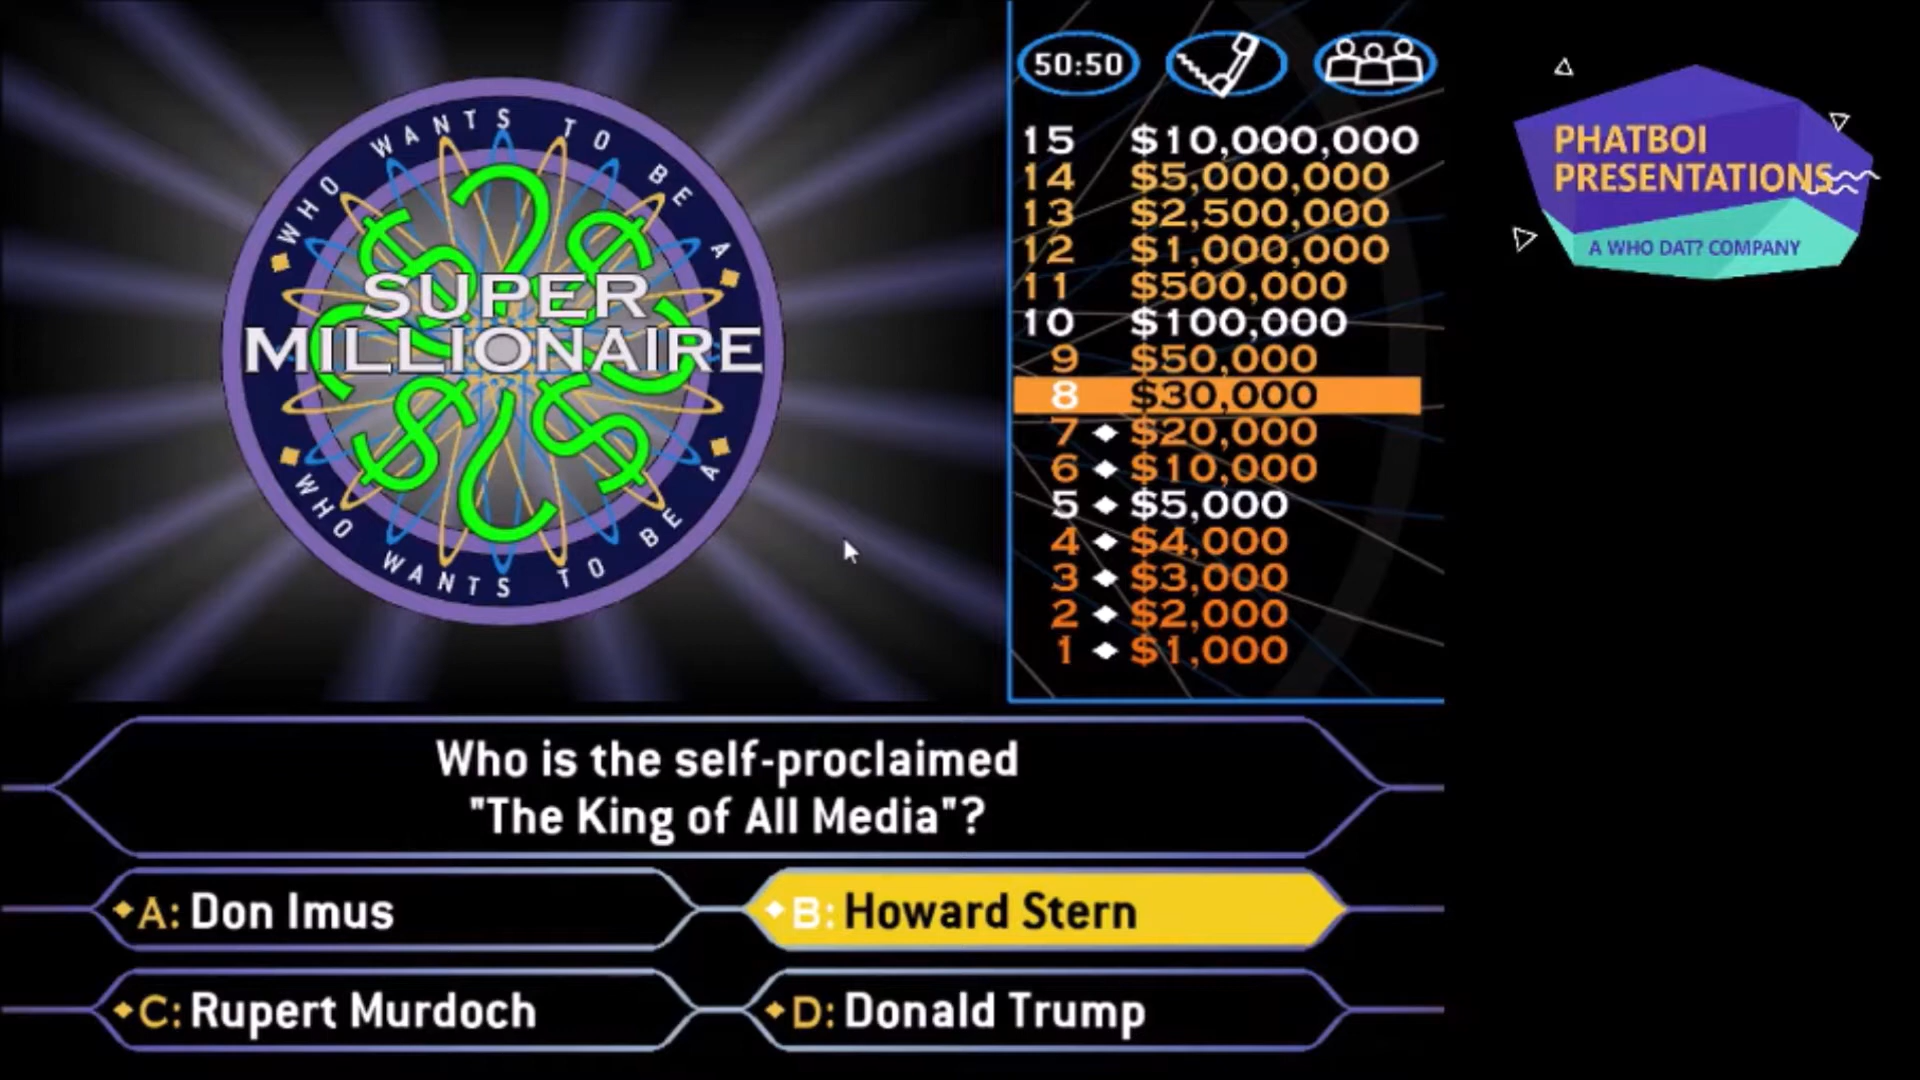 WHO WANTS TO BE A
SUPER
MILLIONAIRE
WHO WANTS TO BE A
50:50
15 $10,000,000
14 $5,000,000
13 $2,500,000
12 $1,000,000
11 $500,000
10 $100,000
9 $50,000
8 $30,000
7 $20,000
6 $10,000
5 $5,000
4 $4,000
3 $3,000
2 $2,000
1 $1,000
PHATBOI
PRESENTATIONS
A WHO DAT? COMPANY
Who is the self-proclaimed
"The King of All Media"?
A: Don Imus
B: Howard Stern
C: Rupert Murdoch
D: Donald Trump